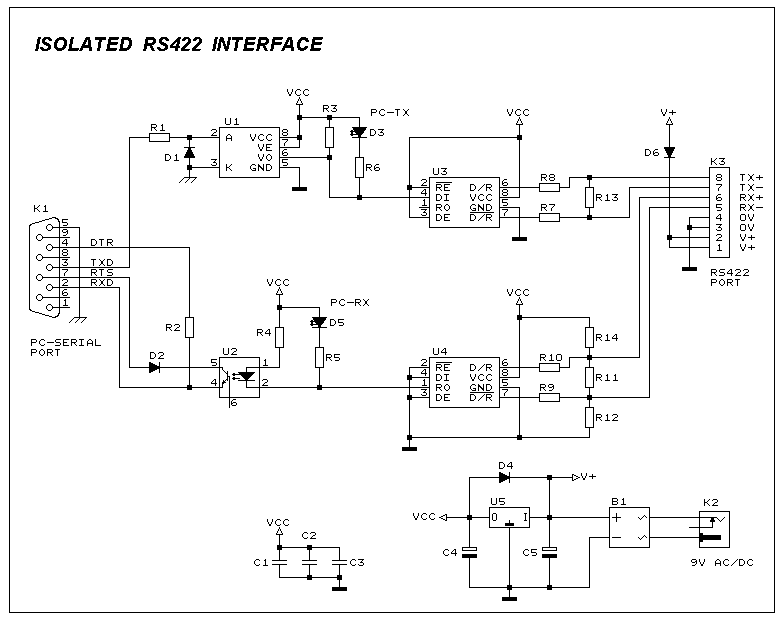 ISOLATED RS422 INTERFACE
VCC
R3
PC-TX
D3
R6
R1
D1
U1
2 A VCC 8
VE 7
VO 6
3 K GND 5
VCC
U3
2 RE D/R 6
4 DI VCC 8
1 RO GND 5
3 DE D/R 7
R8
R7
R13
V+
D6
K3
8 TX+
7 TX-
6 RX+
5 RX-
4 0V
3 0V
2 V+
1 V+
RS422
PORT
K1
5
9
4 DTR
8
3 TXD
7 RTS
2 RXD
6
1
PC-SERIAL
PORT
R2
D2
VCC
R4
PC-RX
D5
R5
U2
5 1
4 2
6
VCC
U4
2 RE D/R 6
4 DI VCC 8
1 RO GND 5
3 DE D/R 7
R10
R9
R14
R11
R12
D4
V+
VCC
U5
O I
C4
C5
B1
+ ~
- ~
K2
9V AC/DC
VCC
C1
C2
C3